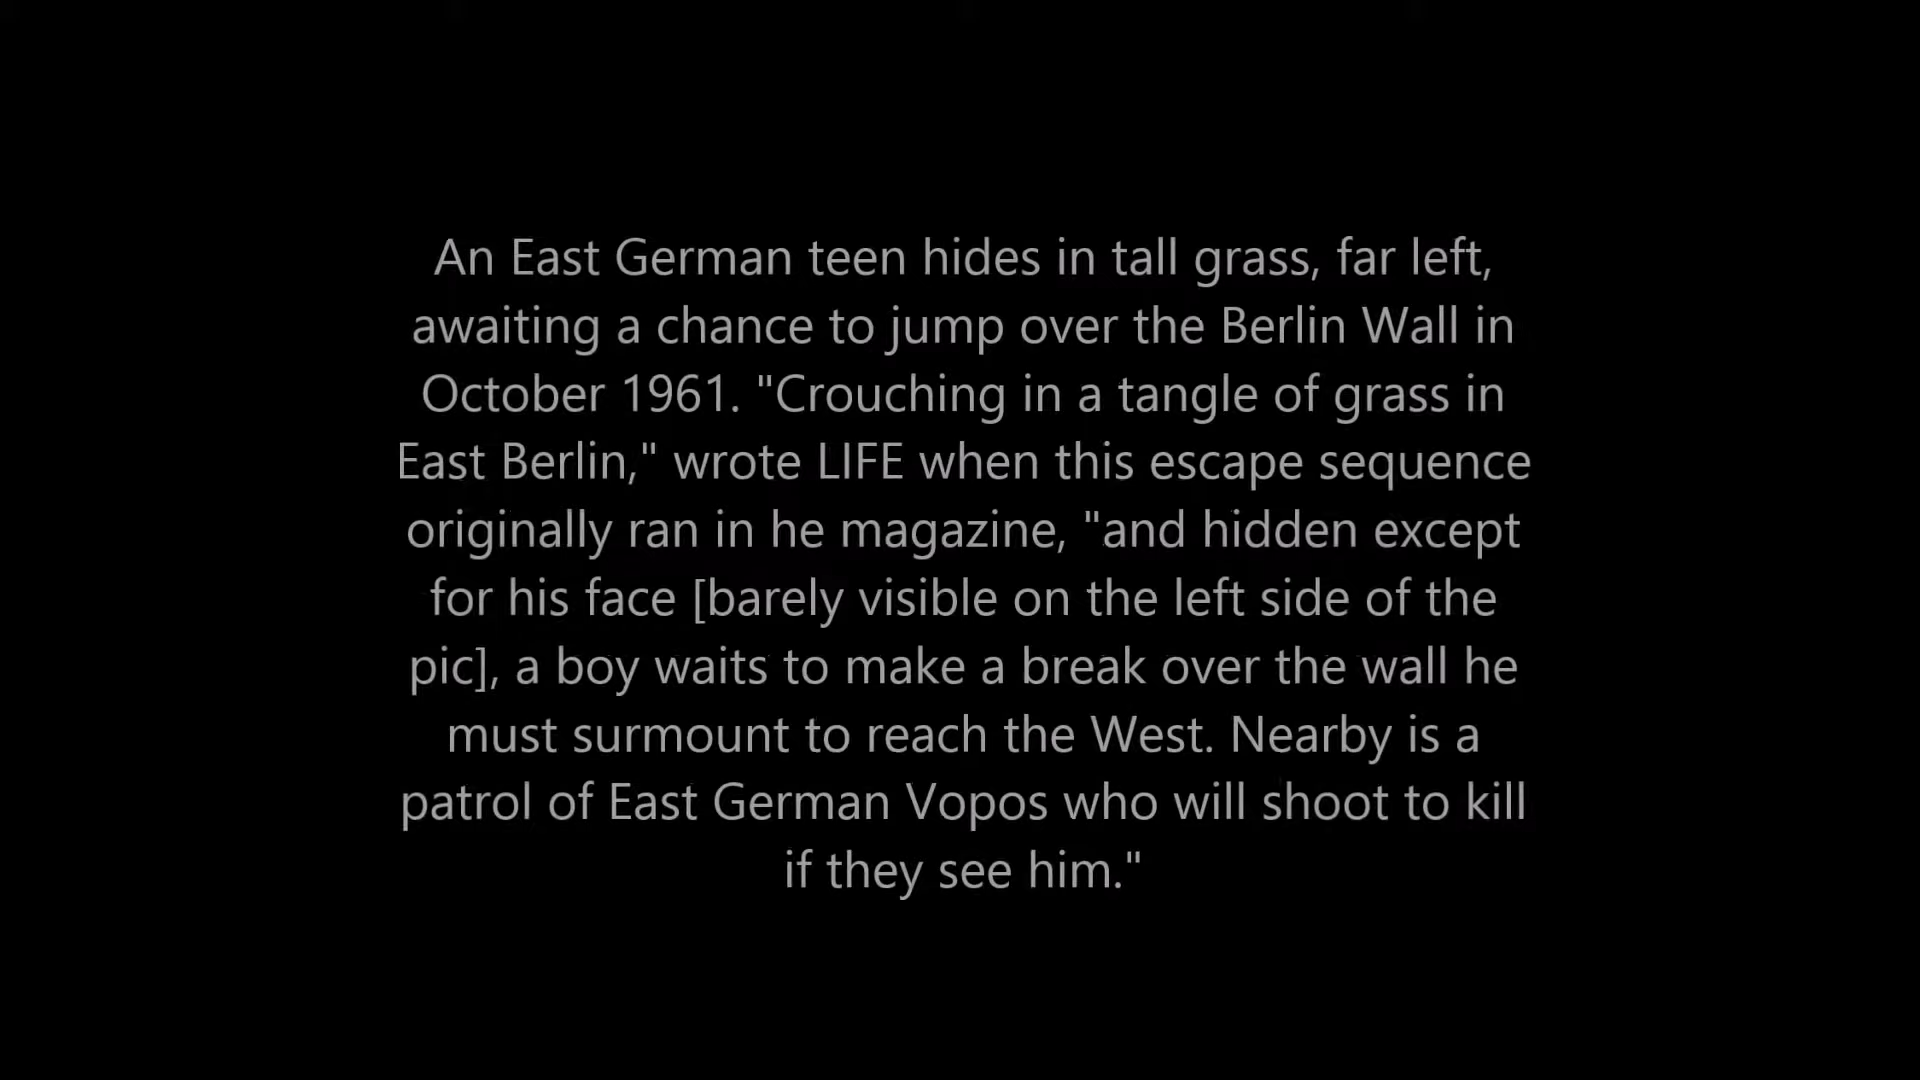 An East German teen hides in tall grass, far left,
awaiting a chance to jump over the Berlin Wall in
October 1961. "Crouching in a tangle of grass in
East Berlin," wrote LIFE when this escape sequence
originally ran in he magazine, "and hidden except
for his face [barely visible on the left side of the
pic], a boy waits to make a break over the wall he
must surmount to reach the West. Nearby is a
patrol of East German Vopos who will shoot to kill
if they see him."